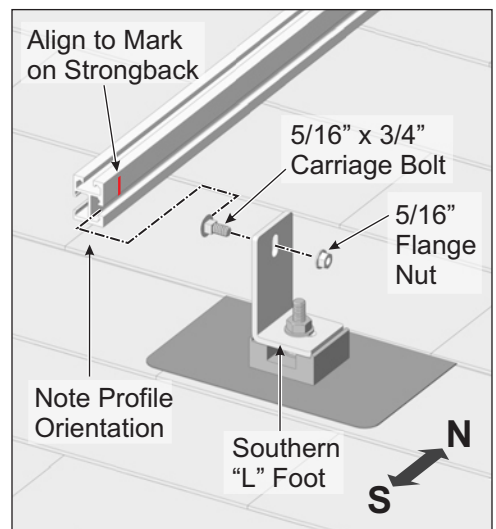 Align to Mark
on Strongback
5/16” x 3/4”
Carriage Bolt
5/16”
Flange
Nut
Note Profile
Orientation
Southern
“L” Foot
N
S